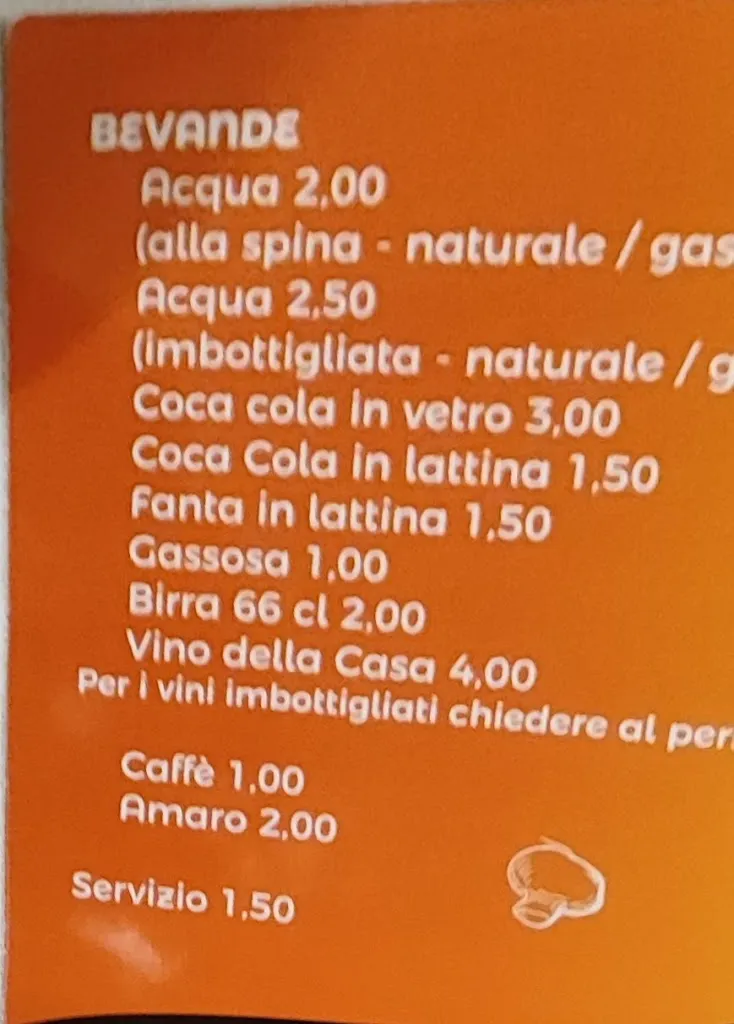 BEVANDE
Acqua 2,00
(alla spina - naturale / gas
Acqua 2,50
(imbottigliata - naturale / g
Coca cola in vetro 3,00
Coca Cola in lattina 1,50
Fanta in lattina 1,50
Gassosa 1,00
Birra 66 cl 2,00
Vino della Casa 4,00
Per i vini imbottigliati chiedere al per
Caffè 1,00
Amaro 2,00
Servizio 1,50